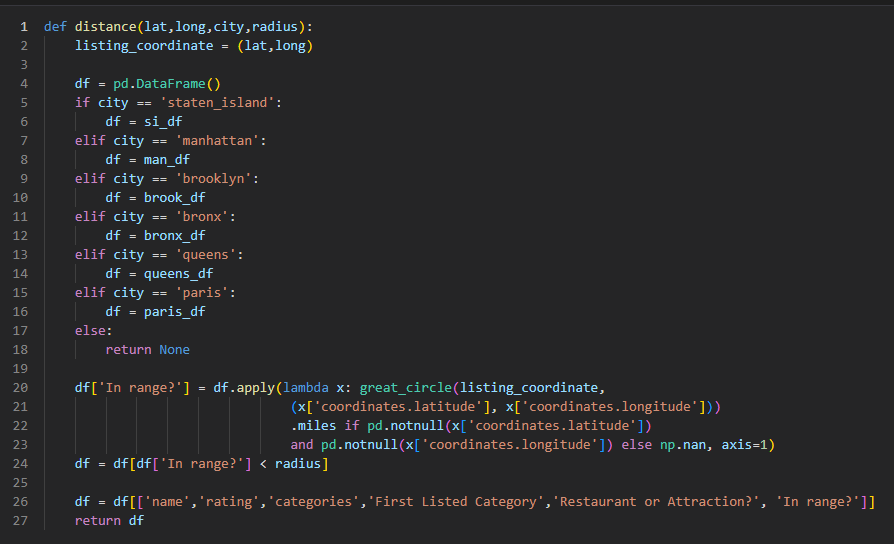 1 def distance(lat,long,city,radius):
2     listing_coordinate = (lat,long)
3
4     df = pd.DataFrame()
5     if city == 'staten_island':
6         df = si_df
7     elif city == 'manhattan':
8         df = man_df
9     elif city == 'brooklyn':
10         df = brook_df
11     elif city == 'bronx':
12         df = bronx_df
13     elif city == 'queens':
14         df = queens_df
15     elif city == 'paris':
16         df = paris_df
17     else:
18         return None
19
20     df['In range?'] = df.apply(lambda x: great_circle(listing_coordinate,
21                                 (x['coordinates.latitude'], x['coordinates.longitude']))
22                                 .miles if pd.notnull(x['coordinates.latitude'])
23                                 and pd.notnull(x['coordinates.longitude']) else np.nan, axis=1)
24     df = df[df['In range?'] < radius]
25
26     df = df[['name','rating','categories','First Listed Category','Restaurant or Attraction?', 'In range?']]
27     return df